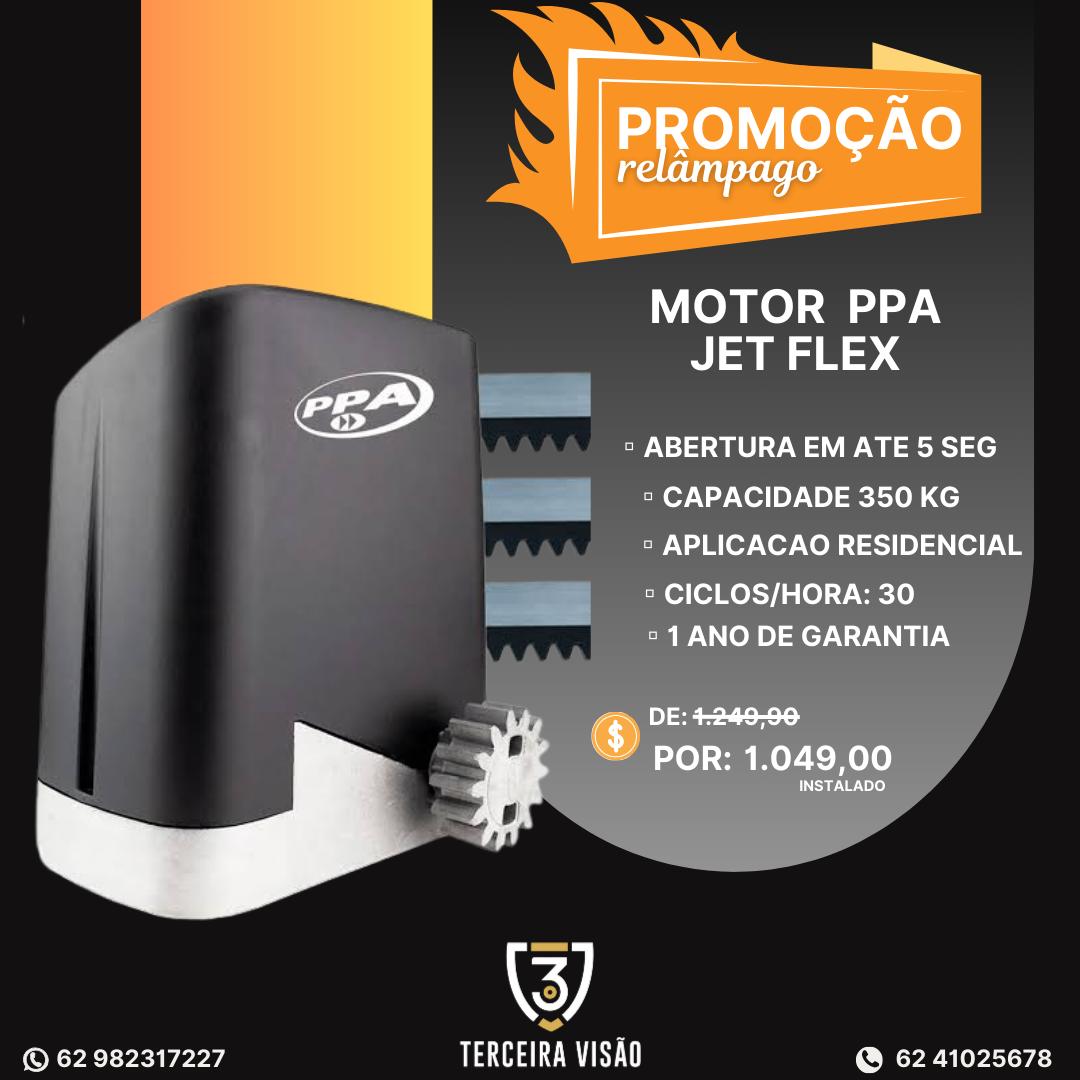 PROMOÇÃO
relâmpago
MOTOR PPA
JET FLEX
PPA
▫ ABERTURA EM ATE 5 SEG
▫ CAPACIDADE 350 KG
▫ APLICACAO RESIDENCIAL
▫ CICLOS/HORA: 30
▫ 1 ANO DE GARANTIA
$
DE: 1.249,90
POR: 1.049,00
INSTALADO
3
TERCEIRA VISÃO
62 982317227
62 41025678